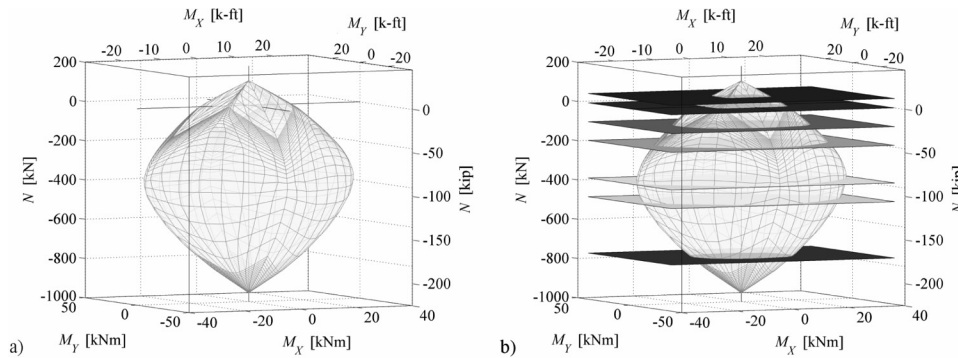 M_X [k-ft]
M_Y [k-ft]
-20 -10 0 10 20
20 0 -20
200
0
-200
-400
-600
-800
-1000
N [kN]
0
-50
-100
-150
-200
N [kip]
50 0 -50
-40 -20 0 20 40
M_Y [kNm]
M_X [kNm]
a)
M_X [k-ft]
M_Y [k-ft]
-20 -10 0 10 20
20 0 -20
200
0
-200
-400
-600
-800
-1000
N [kN]
0
-50
-100
-150
-200
N [kip]
50 0 -50
-40 -20 0 20 40
M_Y [kNm]
M_X [kNm]
b)